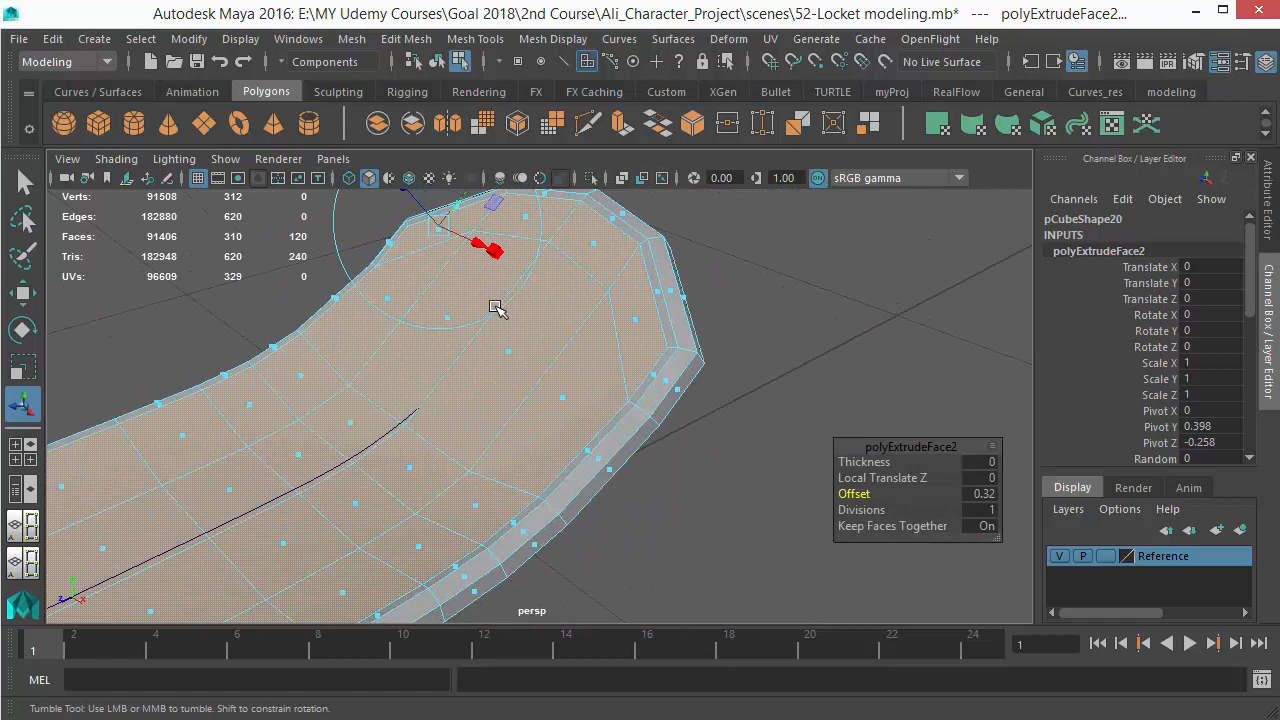 Autodesk Maya 2016: E:\MY Udemy Courses\Goal 2018\2nd Course\Ali_Character_Project\scenes\52-Locket modeling.mb* --- polyExtrudeFace2...
File Edit Create Select Modify Display Windows Mesh Edit Mesh Mesh Tools Mesh Display Curves Surfaces Deform UV Generate Cache OpenFlight Help
Modeling Components No Live Surface
Curves / Surfaces Animation Polygons Sculpting Rigging Rendering FX FX Caching Custom XGen Bullet TURTLE myProj RealFlow General Curves_res modeling
View Shading Lighting Show Renderer Panels
0.00 1.00 ON sRGB gamma
Verts: 91508 312 0
Edges: 182880 620 0
Faces: 91406 310 120
Tris: 182948 620 240
UVs: 96609 329 0
polyExtrudeFace2
Thickness 0
Local Translate Z 0
Offset 0.32
Divisions 1
Keep Faces Together On
persp
Channel Box / Layer Editor
Channels Edit Object Show
pCubeShape20
INPUTS
polyExtrudeFace2
Translate X 0
Translate Y 0
Translate Z 0
Rotate X 0
Rotate Y 0
Rotate Z 0
Scale X 1
Scale Y 1
Scale Z 1
Pivot X 0
Pivot Y 0.398
Pivot Z -0.258
Random 0
Display Render Anim
Layers Options Help
V P Reference
Attribute Editor
Channel Box / Layer Editor
2 4 6 8 10 12 14 16 18 20 22 24
1 1
MEL
Tumble Tool: Use LMB or MMB to tumble. Shift to constrain rotation.